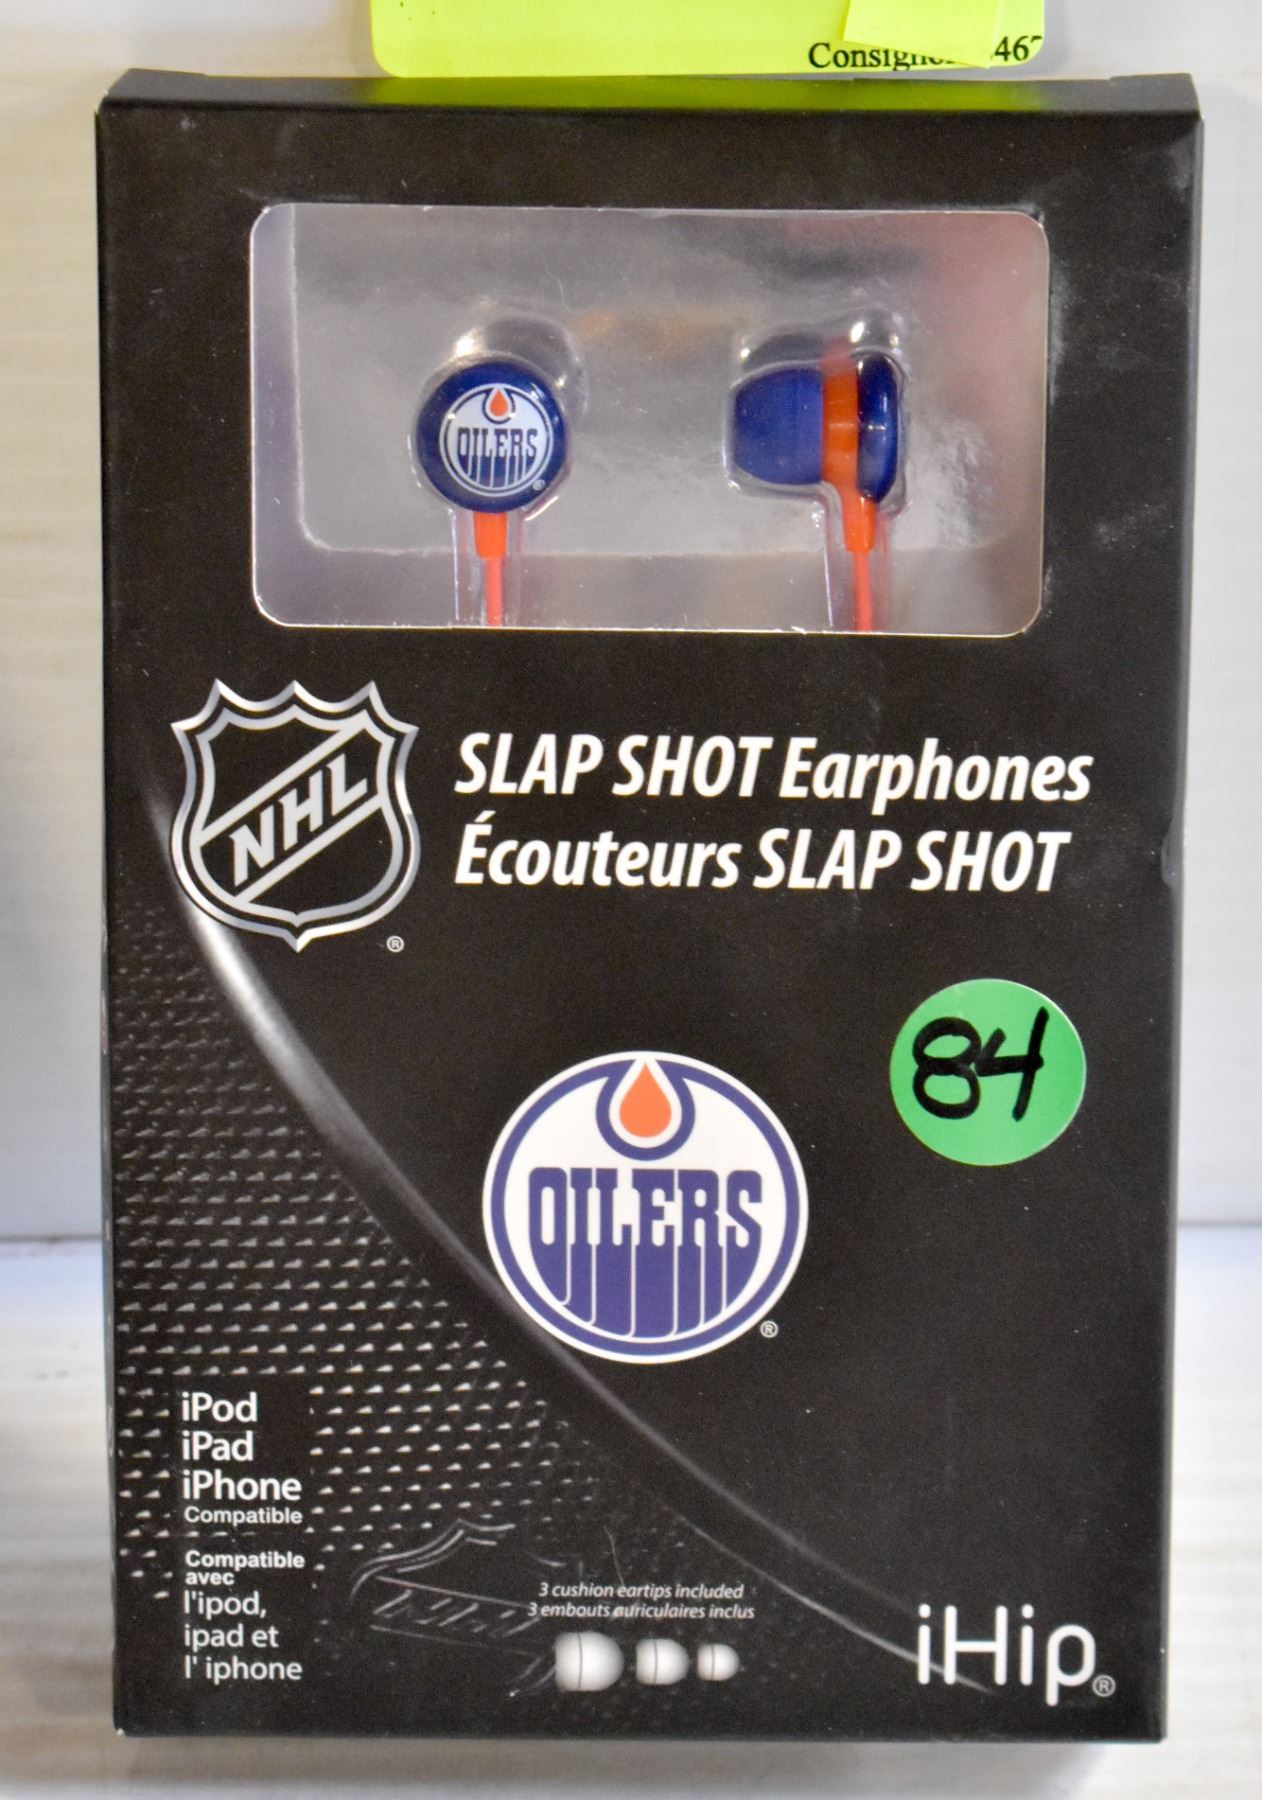 OILERS
®
NHL
®
SLAP SHOT Earphones
Écouteurs SLAP SHOT
84
OILERS
®
iPod
iPad
iPhone
Compatible
Compatible
avec
l'ipod,
ipad et
l' iphone
3 cushion eartips included
3 embouts auriculaires inclus
NHL
iHip®